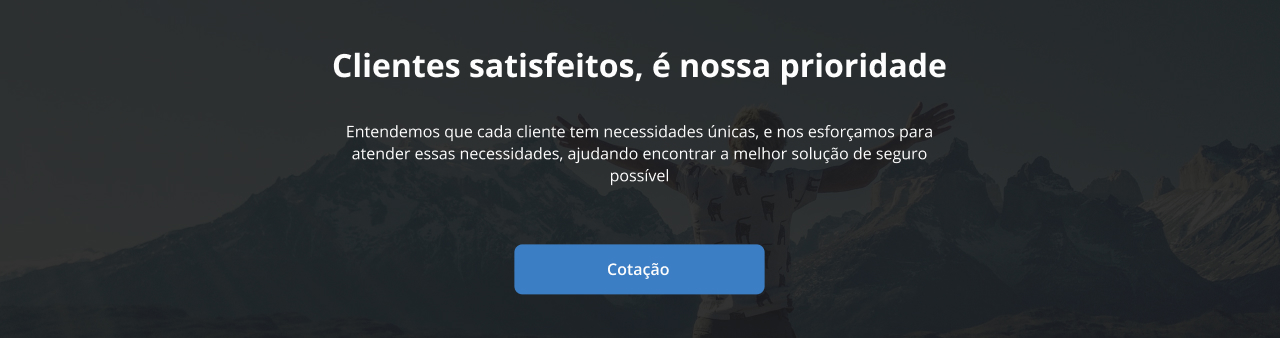 Clientes satisfeitos, é nossa prioridade
Entendemos que cada cliente tem necessidades únicas, e nos esforçamos para
atender essas necessidades, ajudando encontrar a melhor solução de seguro
possível
Cotação